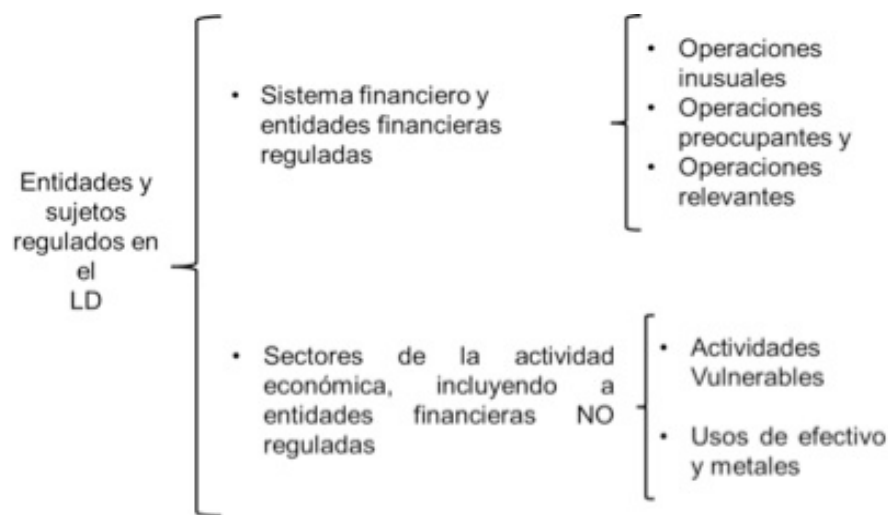 Entidades y
sujetos
regulados en
el
LD
• Sistema financiero y
entidades financieras
reguladas
• Operaciones
inusuales
• Operaciones
preocupantes y
• Operaciones
relevantes
• Sectores de la actividad
económica, incluyendo a
entidades financieras NO
reguladas
• Actividades
Vulnerables
• Usos de efectivo
y metales